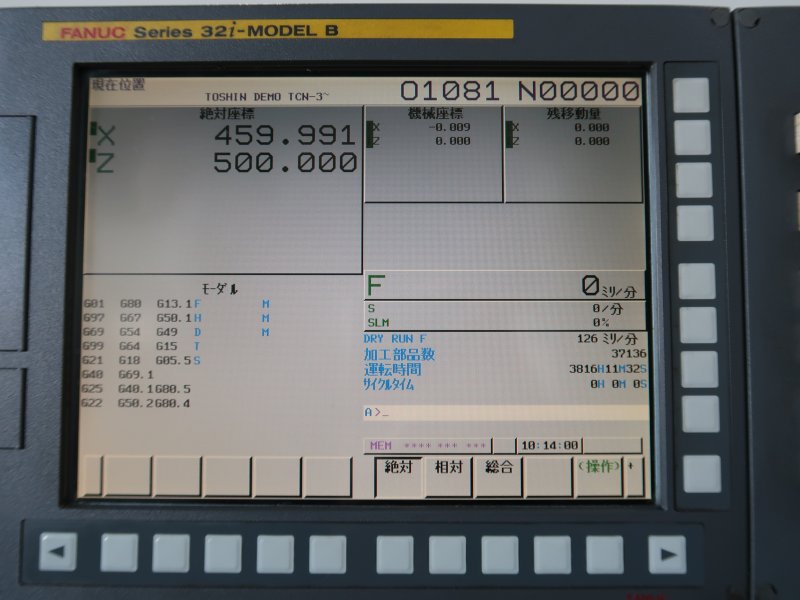 FANUC Series 32i-MODEL B
現在位置
TOSHIN DEMO TCN-3~
O1081 N00000
絶対座標
X 459.991
Z 500.000
機械座標
X -0.009
Z 0.000
残移動量
X 0.000
Z 0.000
モーダル
G01 G80 G13.1 F M
G97 G67 G50.1 H M
G69 G54 G49 D M
G99 G64 G15 T
G21 G18 G05.5 S
G40 G69.1
G25 G40.1 G80.5
G22 G50.2 G80.4
F 0 ミリ/分
S 0/分
SLM 0%
DRY RUN F 126 ミリ/分
加工部品数 37136
運転時間 3816H11M32S
サイクルタイム 0H 0M 0S
A>_
MEM **** *** *** 10:14:00
絶対 相対 総合 (操作) +